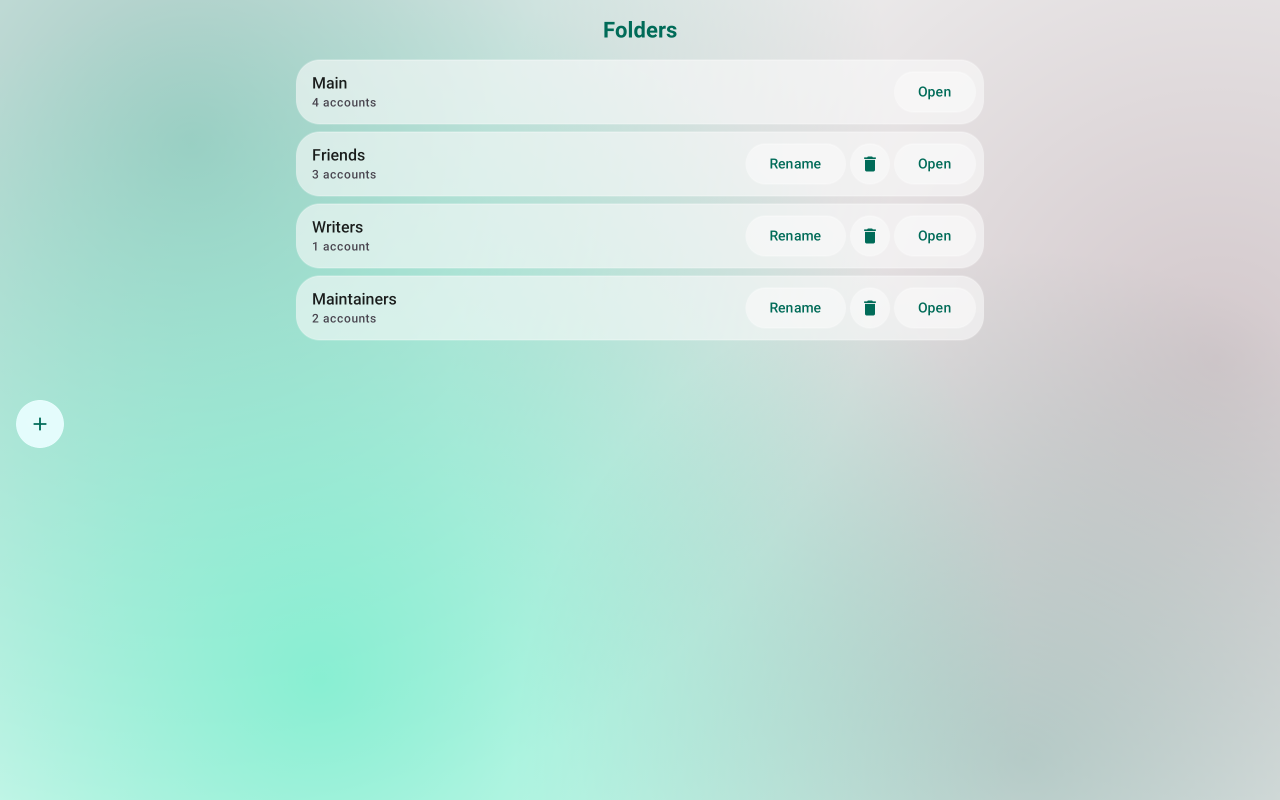 Folders
Main
4 accounts
Open
Friends
3 accounts
Rename
Open
Writers
1 account
Rename
Open
Maintainers
2 accounts
Rename
Open